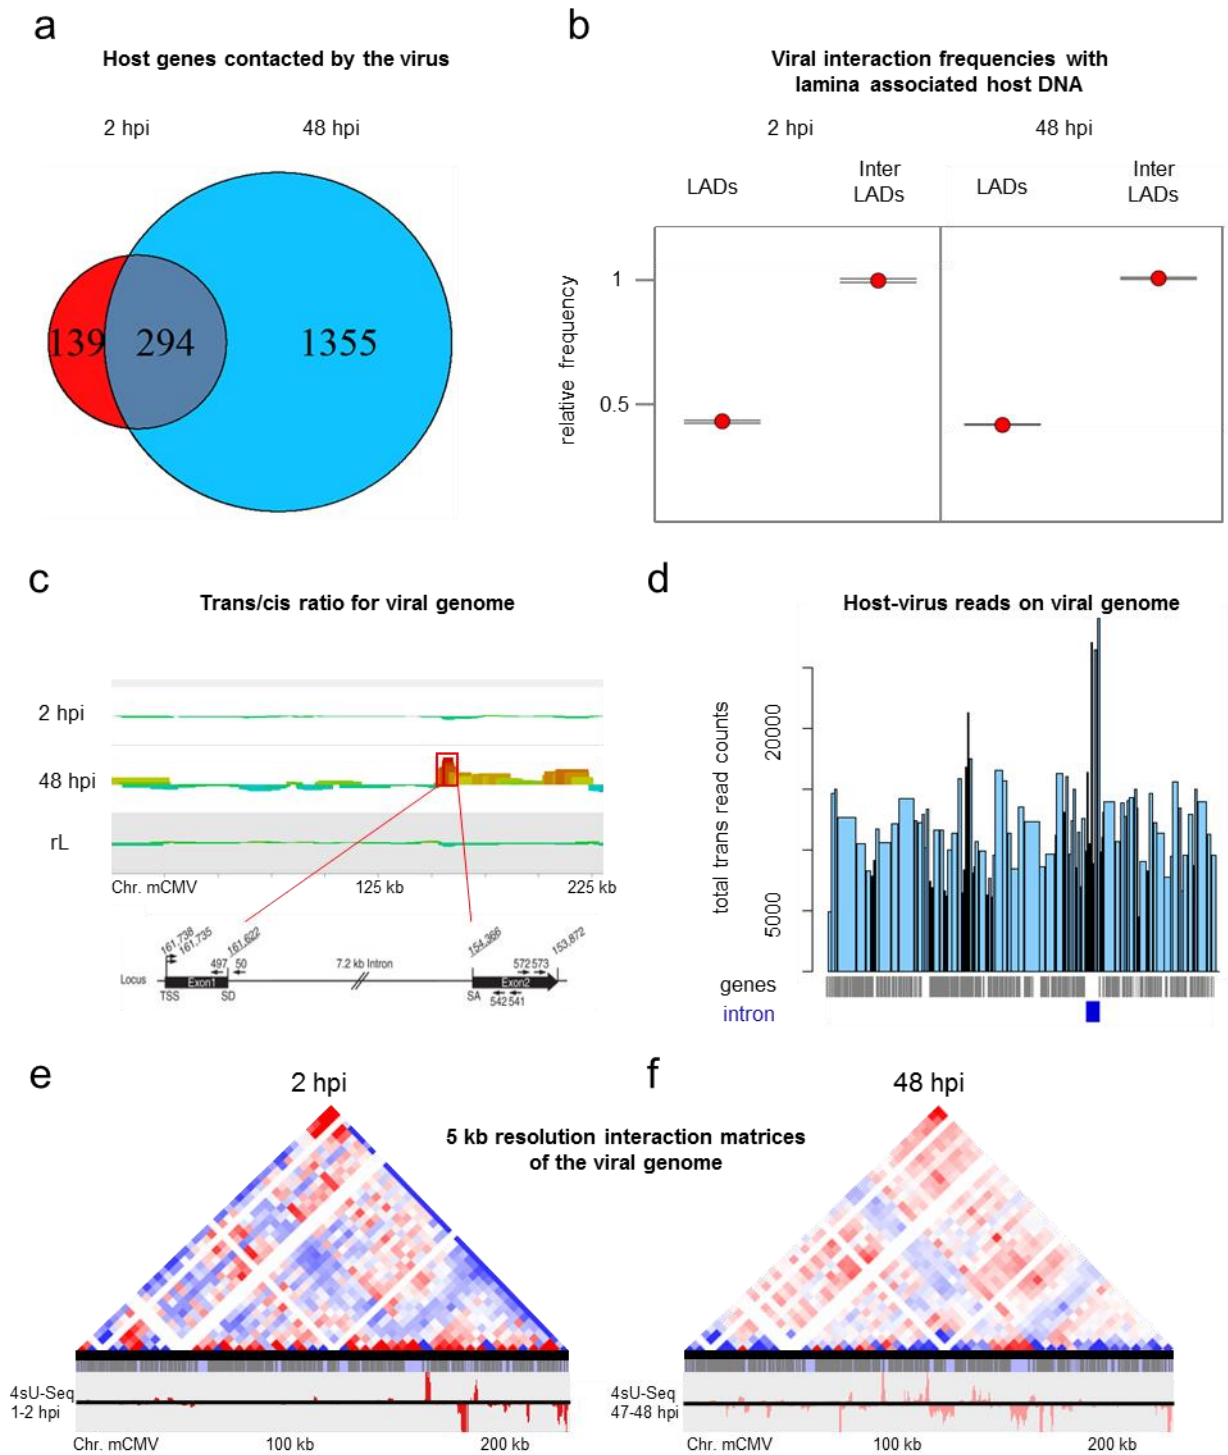 a
Host genes contacted by the virus
2 hpi
48 hpi
139
294
1355
b
Viral interaction frequencies with
lamina associated host DNA
2 hpi
48 hpi
LADs
Inter
LADs
LADs
Inter
LADs
relative frequency
1
0.5
c
Trans/cis ratio for viral genome
2 hpi
48 hpi
rL
Chr. mCMV
125 kb
225 kb
161,738
161,735
161,622
154,366
153,872
497
50
7.2 kb Intron
572 573
Locus
Exon1
Exon2
TSS
SD
SA
542 541
d
Host-virus reads on viral genome
total trans read counts
20000
5000
genes
intron
e
2 hpi
f
48 hpi
5 kb resolution interaction matrices
of the viral genome
4sU-Seq
1-2 hpi
Chr. mCMV
100 kb
200 kb
4sU-Seq
47-48 hpi
Chr. mCMV
100 kb
200 kb